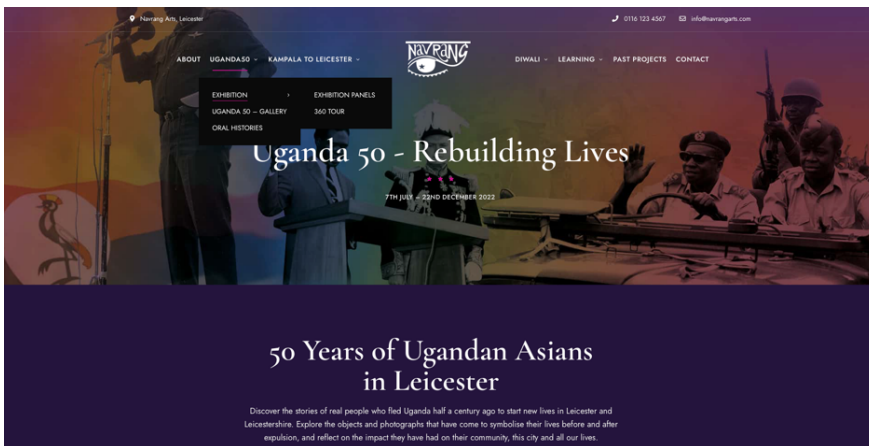 Navrang Arts, Leicester
0116 123 4567
info@navrangarts.com
ABOUT UGANDA50 KAMPALA TO LEICESTER NAVRANG DIWALI LEARNING PAST PROJECTS CONTACT
EXHIBITION EXHIBITION PANELS
UGANDA 50 – GALLERY 360 TOUR
ORAL HISTORIES
Uganda 50 - Rebuilding Lives
7TH JULY – 22ND DECEMBER 2022
50 Years of Ugandan Asians
in Leicester
Discover the stories of real people who fled Uganda half a century ago to start new lives in Leicester and
Leicestershire. Explore the objects and photographs that have come to symbolise their lives before and after
expulsion, and reflect on the impact they have had on their community, this city and all our lives.